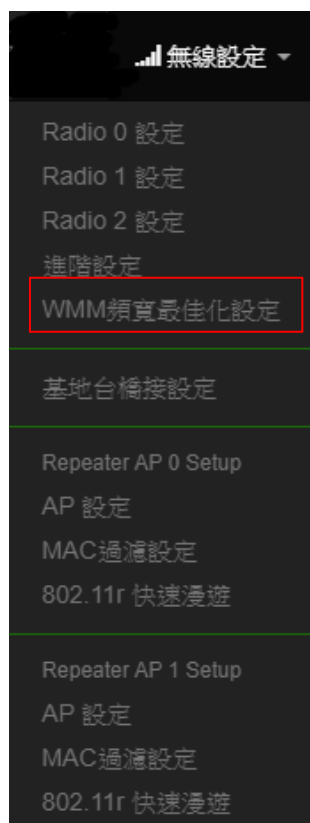 無線設定
Radio 0 設定
Radio 1 設定
Radio 2 設定
進階設定
WMM頻寬最佳化設定
基地台橋接設定
Repeater AP 0 Setup
AP 設定
MAC過濾設定
802.11r 快速漫遊
Repeater AP 1 Setup
AP 設定
MAC過濾設定
802.11r 快速漫遊